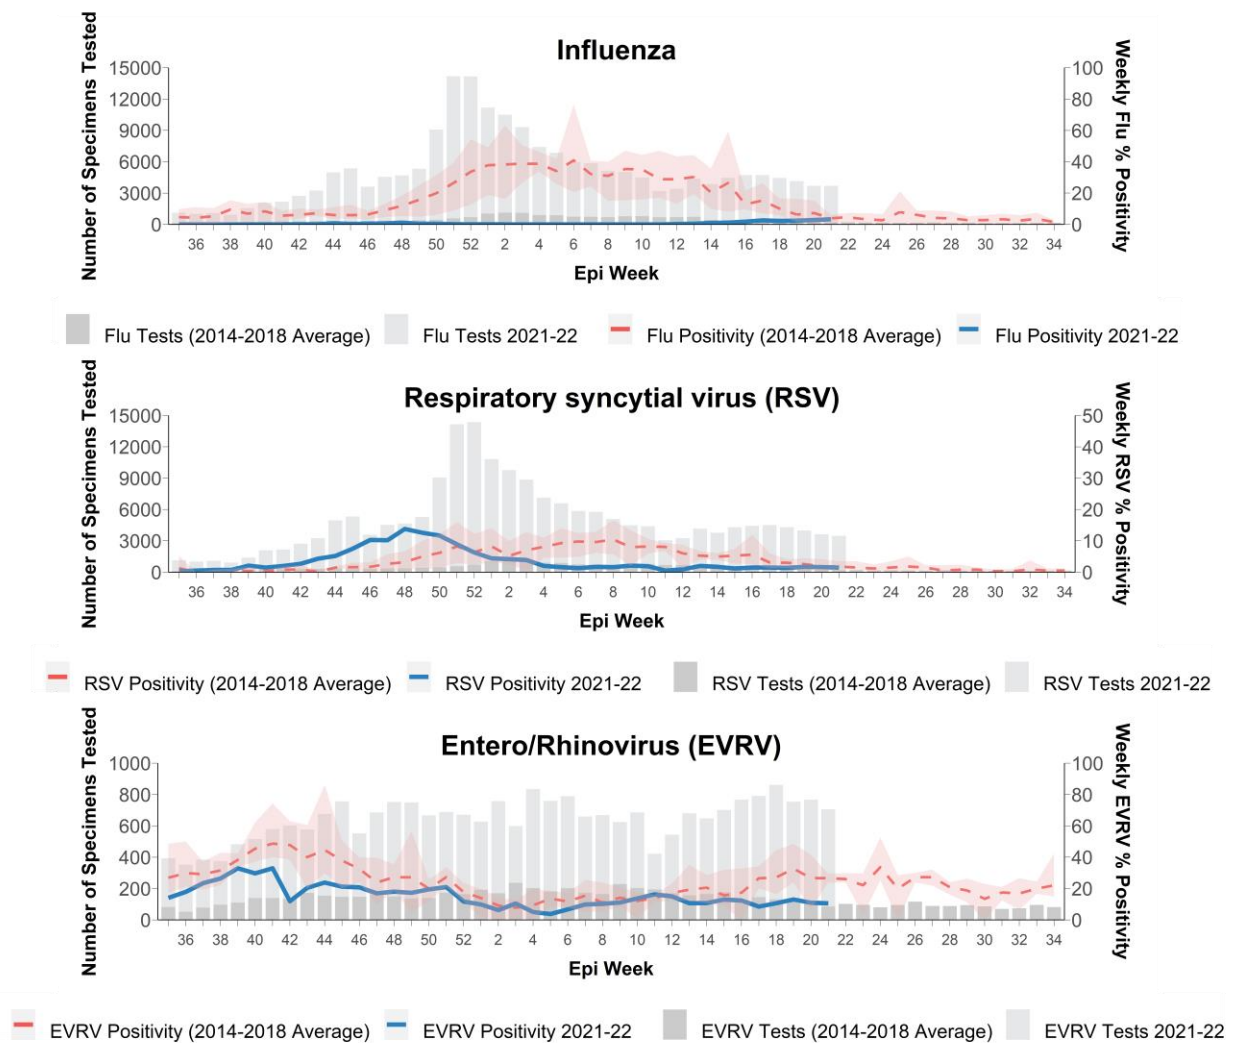 Influenza
Number of Specimens Tested
15000
12000
9000
6000
3000
0
100
80
60
40
20
0
Weekly Flu % Positivity
36 38 40 42 44 46 48 50 52 2 4 6 8 10 12 14 16 18 20 22 24 26 28 30 32 34
Epi Week
Flu Tests (2014-2018 Average) Flu Tests 2021-22 Flu Positivity (2014-2018 Average) Flu Positivity 2021-22
Respiratory syncytial virus (RSV)
Number of Specimens Tested
15000
12000
9000
6000
3000
0
50
40
30
20
10
0
Weekly RSV % Positivity
36 38 40 42 44 46 48 50 52 2 4 6 8 10 12 14 16 18 20 22 24 26 28 30 32 34
Epi Week
RSV Positivity (2014-2018 Average) RSV Positivity 2021-22 RSV Tests (2014-2018 Average) RSV Tests 2021-22
Entero/Rhinovirus (EVRV)
Number of Specimens Tested
1000
800
600
400
200
0
100
80
60
40
20
0
Weekly EVRV % Positivity
36 38 40 42 44 46 48 50 52 2 4 6 8 10 12 14 16 18 20 22 24 26 28 30 32 34
Epi Week
EVRV Positivity (2014-2018 Average) EVRV Positivity 2021-22 EVRV Tests (2014-2018 Average) EVRV Tests 2021-22